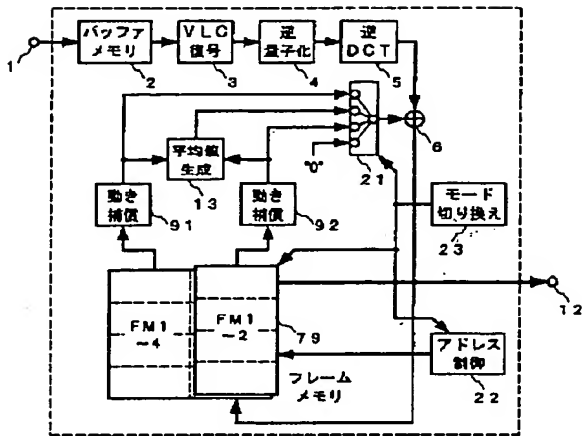 バッファ
メモリ
VLC
復号
逆
量子化
逆
DCT
1
2
3
4
5
6
平均値
生成
13
"0"
21
動き
補償
91
動き
補償
92
モード
切り換え
23
12
FM1
~4
FM1
~2
79
フレーム
メモリ
アドレス
制御
22